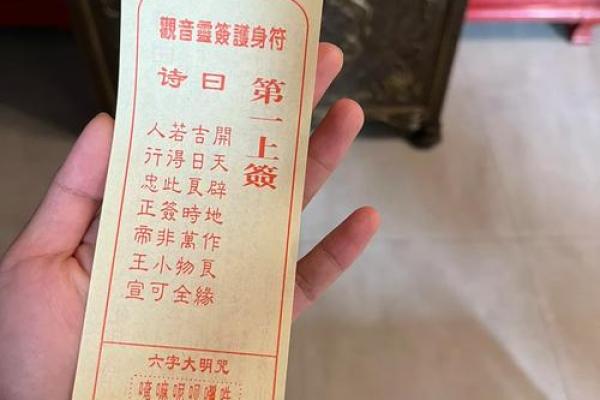 觀音靈簽護身符
第一上簽
诗曰
開天辟地作良緣
吉日良時萬物全
若得此簽非小可
人行忠正帝王宣
六字大明咒